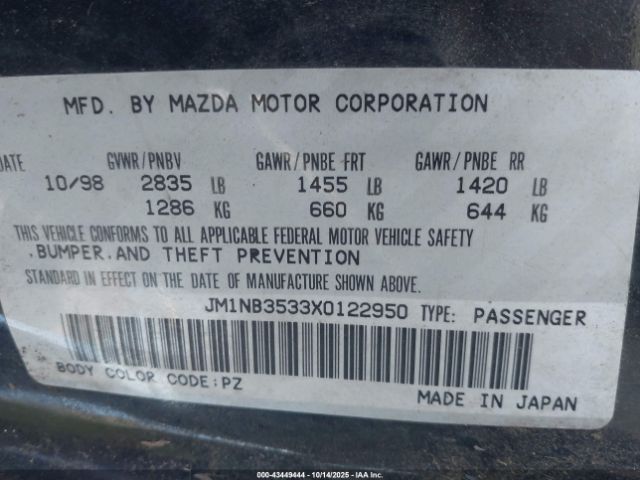 MFD. BY MAZDA MOTOR CORPORATION
DATE GVWR/PNBV GAWR/PNBE FRT GAWR/PNBE RR
10/98 2835 LB 1455 LB 1420 LB
1286 KG 660 KG 644 KG
THIS VEHICLE CONFORMS TO ALL APPLICABLE FEDERAL MOTOR VEHICLE SAFETY
,BUMPER,AND THEFT PREVENTION
STANDARD IN EFFECT ON THE DATE OF MANUFACTURE SHOWN ABOVE.
JM1NB3533X0122950 TYPE: PASSENGER
BODY COLOR CODE:PZ
MADE IN JAPAN
000-43449444 | 10/14/2025 | IAA Inc.